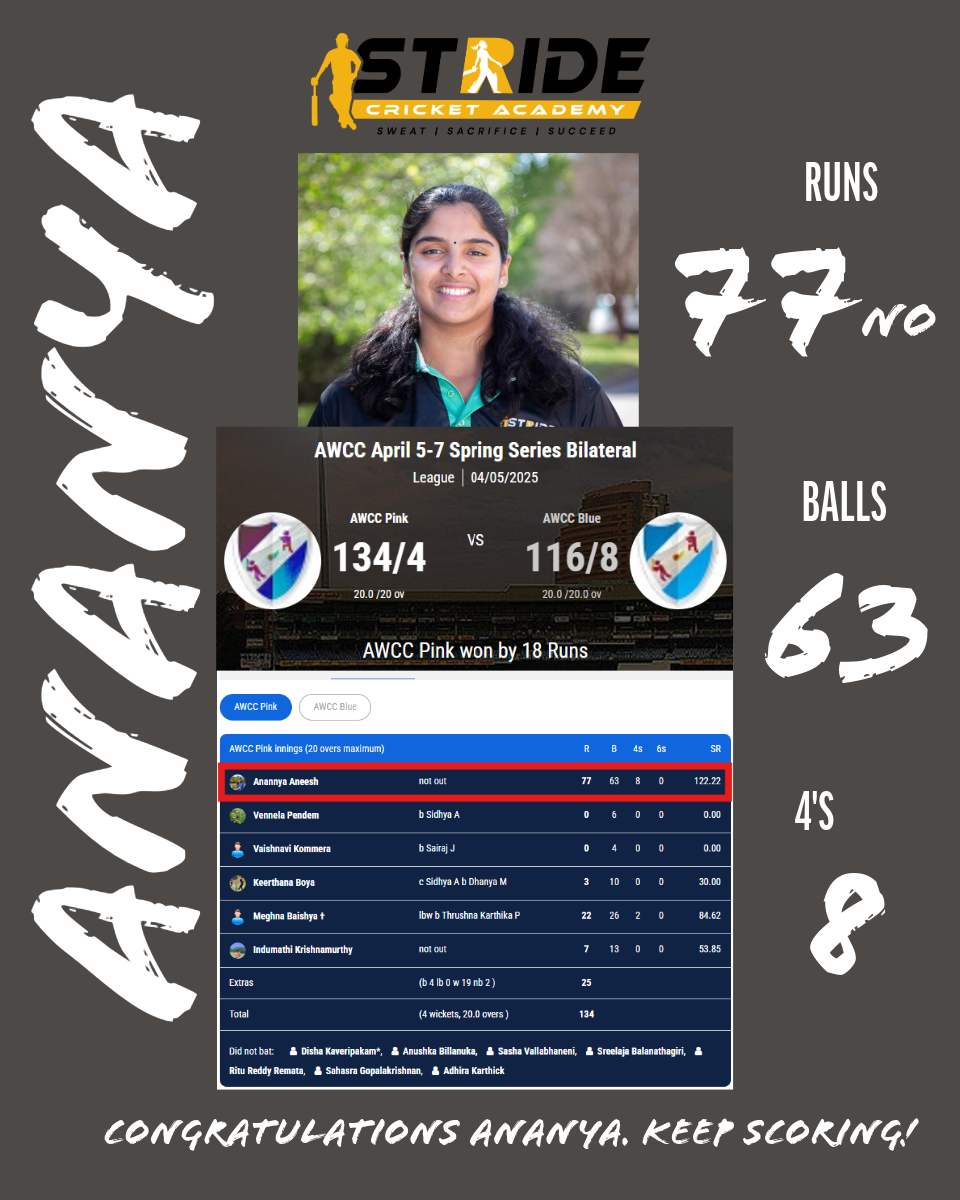 STRIDE
CRICKET ACADEMY
SWEAT | SACRIFICE | SUCCEED
ANANNYA
RUNS
77 NO
BALLS
63
4'S
8
STRIDE
AWCC April 5-7 Spring Series Bilateral
League | 04/05/2025
AWCC Pink VS AWCC Blue
134/4 116/8
20.0 /20 ov 20.0 /20.0 ov
AWCC Pink won by 18 Runs
AWCC Pink AWCC Blue
AWCC Pink innings (20 overs maximum) R B 4s 6s SR
Anannya Aneesh not out 77 63 8 0 122.22
Vennela Pendem b Sidhya A 0 6 0 0 0.00
Vaishnavi Kommera b Sairaj J 0 4 0 0 0.00
Keerthana Boya c Sidhya A b Dhanya M 3 10 0 0 30.00
Meghna Baishya † lbw b Thrushna Karthika P 22 26 2 0 84.62
Indumathi Krishnamurthy not out 7 13 0 0 53.85
Extras (b 4 lb 0 w 19 nb 2 ) 25
Total (4 wickets, 20.0 overs ) 134
Did not bat: Disha Kaveripakam*, Anushka Billanuka, Sasha Vallabhaneni, Sreelaja Balanathagiri,
Ritu Reddy Remata, Sahasra Gopalakrishnan, Adhira Karthick
CONGRATULATIONS ANANYA. KEEP SCORING!